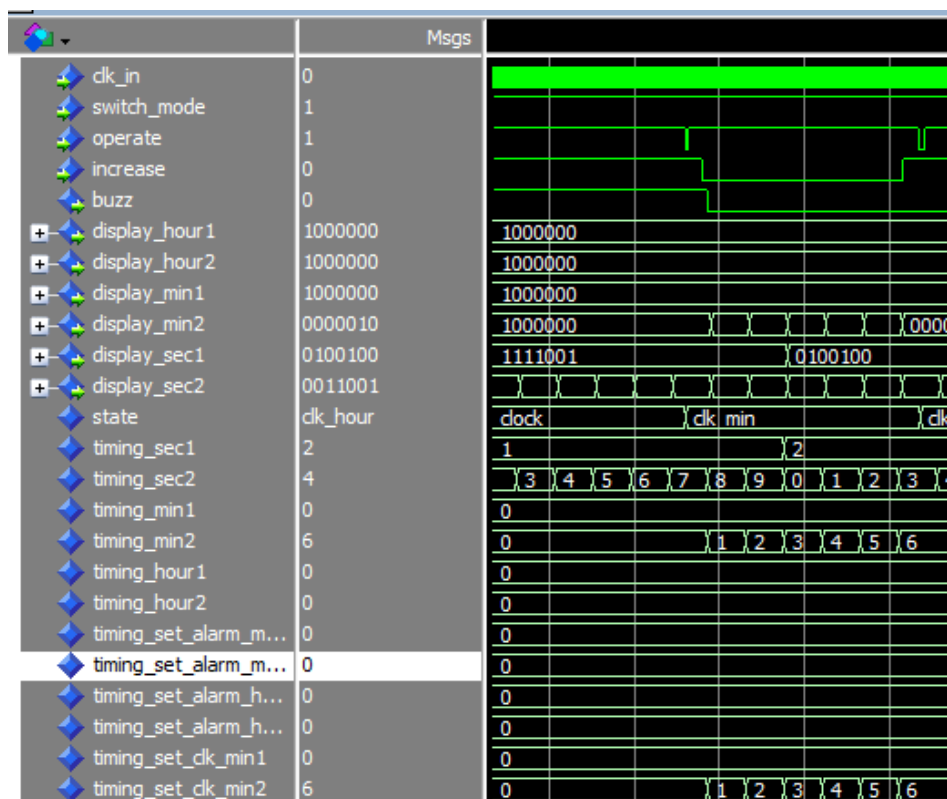 Msgs
clk_in 0
switch_mode 1
operate 1
increase 0
buzz 0
display_hour1 1000000 1000000
display_hour2 1000000 1000000
display_min1 1000000 1000000
display_min2 0000010 1000000 0000
display_sec1 0100100 1111001 0100100
display_sec2 0011001
state clk_hour clock clk_min clk
timing_sec1 2 1 2
timing_sec2 4 3 4 5 6 7 8 9 0 1 2 3 4
timing_min1 0 0
timing_min2 6 0 1 2 3 4 5 6
timing_hour1 0 0
timing_hour2 0 0
timing_set_alarm_m... 0 0
timing_set_alarm_m... 0 0
timing_set_alarm_h... 0 0
timing_set_alarm_h... 0 0
timing_set_clk_min1 0 0
timing_set_clk_min2 6 0 1 2 3 4 5 6